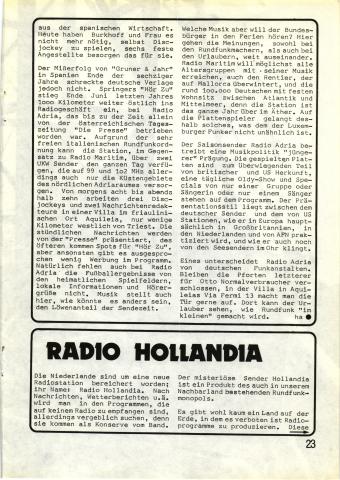 aus der spanischen Wirtschaft.
Heute haben Burkhoff und Frau es
nicht mehr nötig, selbst Disc-
jockey zu spielen, sechs feste
Angestellte besorgen das für sie.
Der Mißerfolg von "Gruner & Jahr"
in Spanien Ende der sechziger
Jahre schreckte deutsche Verlage
jedoch nicht. Springers "Hör Zu"
stieg Ende Juni letzten Jahres
1000 Kilometer weiter östlich ins
Radiogeschäft ein, bei Radio
Adria, das bis zu der Zeit allein
von der österreichischen Tages-
zeitung "Die Presse" betrieben
worden war. Aufgrund der sehr
freien italienischen Rundfunkord-
nung kann die Station, im Gegen-
satz zu Radio Maritim, über zwei
UKW Sender den ganzen Tag verfü-
gen, die auf 99 und 102 MHz aller-
dings auch nur die Küstengebiete
des nördlichen Adriaraumes versor-
gen. Von morgens acht bis abends
halb zehn arbeiten drei Disc-
jockeys und zwei Nachrichtenredak-
teure in einer Villa im friaulini-
schen Ort Aquileia, nur wenige
Kilometer westlich von Triest. Die
stündlichen Nachrichten werden
von der "Presse" präsentiert, des
öfteren kommen Spots für "Hör Zu",
aber ansonsten gibt es ausgespro-
chen wenig Werbung im Programm.
Natürlich fehlen auch bei Radio
Adria die Fußballergebnisse von
den heimatlichen Spielfeldern,
lokale Informationen und Hörer-
grüße nicht. Musik stellt auch
hier, wie könnte es anders sein,
den Löwenanteil der Sendezeit.
Welche Musik aber will der Bundes-
bürger in den Ferien hören? Hier
gehen die Meinungen, sowohl bei
den Rundfunkmachern, als auch bei
den Urlaubern, weit auseinander.
Radio Maritim will möglichst alle
Altersgruppen mit seiner Musik
erreichen, auch den Rentier, der
auf Mallorca überwintert, und die
rund 100.000 Deutschen mit festem
Wohnsitz zwischen Atlantik und
Mittelmeer, denn die Station ist
das ganze Jahr über im Äther. Auf
die Plattenspieler gelangt des-
halb solches, was dem der Luxem-
burger Funker nicht unähnlich ist.
Der Saisonsender Radio Adria be-
treibt eine Musikpolitik "jünge-
rer" Prägung. Die gespielten Plat-
ten sind zum überwiegenden Teil
von britischer und US Herkunft,
eine tägliche Oldy-Show und Spe-
cials von nur einer Gruppe oder
Sängerin oder nur einem Sänger
stehen auf dem Programm. Der Prä-
sentationsstil liegt zwischen dem
deutscher Sender und dem von US
Stationen, wie er in Europa haupt-
sächlich in Großbritannien, in
den Niederlanden und von AFN prak-
tiziert wird, und wie er auch noch
von den Seesendern im Ohr klingt.
Eines unterscheidet Radio Adria
von deutschen Funkanstalten.
Bleiben die Pforten letzterer
für Otto Normalverbraucher ver-
schlossen, in der Villa in Aqui-
leias Via Fermi 13 macht man die
Tür gerne auf. Dort kann der Ur-
lauber sehen, wie Rundfunk "im
kleinen" gemacht wird. ha ●
RADIO HOLLANDIA
Die Niederlande sind um eine neue
Radiostation bereichert worden;
ihr Name: Radio Hollandia. Nach
Nachrichten, Wetterberichten u.ä.
wird man in den Programmen, die
auf keinem Radio zu empfangen sind,
allerdings vergeblich suchen, denn
sie kommen als Konserve vom Band.
Der misteriöse Sender Hollandia
ist ein Produkt des auch in unserem
Nachbarland bestehenden Rundfunk-
monopols.
Es gibt wohl kaum ein Land auf der
Erde, in dem es verboten ist Radio-
programme zu produzieren. Diese
23